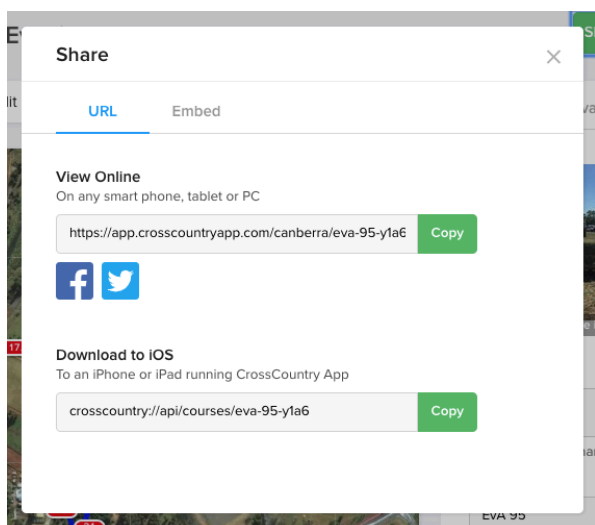 Share
URL Embed
View Online
On any smart phone, tablet or PC
https://app.crosscountryapp.com/canberra/eva-95-y1a6
Copy
Download to iOS
To an iPhone or iPad running CrossCountry App
crosscountry://api/courses/eva-95-y1a6
Copy
17
EVA 95